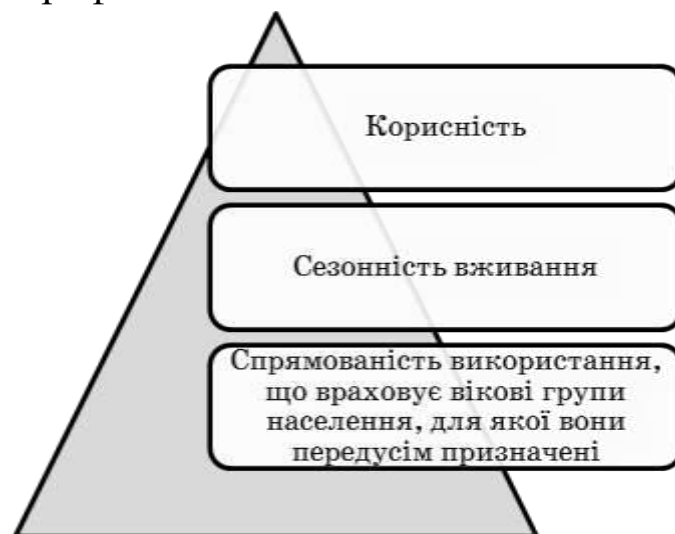 Корисність
Сезонність вживання
Спрямованість використання,
що враховує вікові групи
населення, для якої вони
передусім призначені